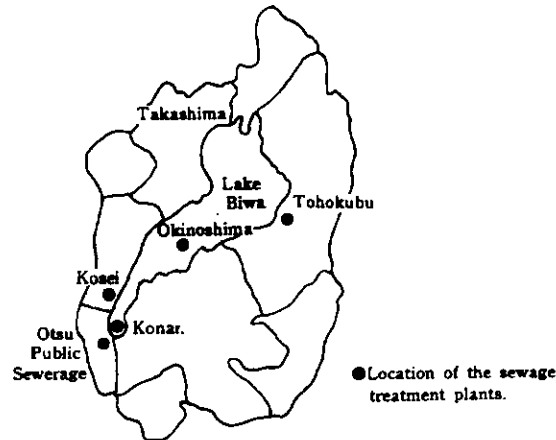 Takashima
Lake
Biwa
Tohokubu
Okinoshima
Kosei
Konar.
Otsu
Public
Sewerage
Location of the sewage
treatment plants.